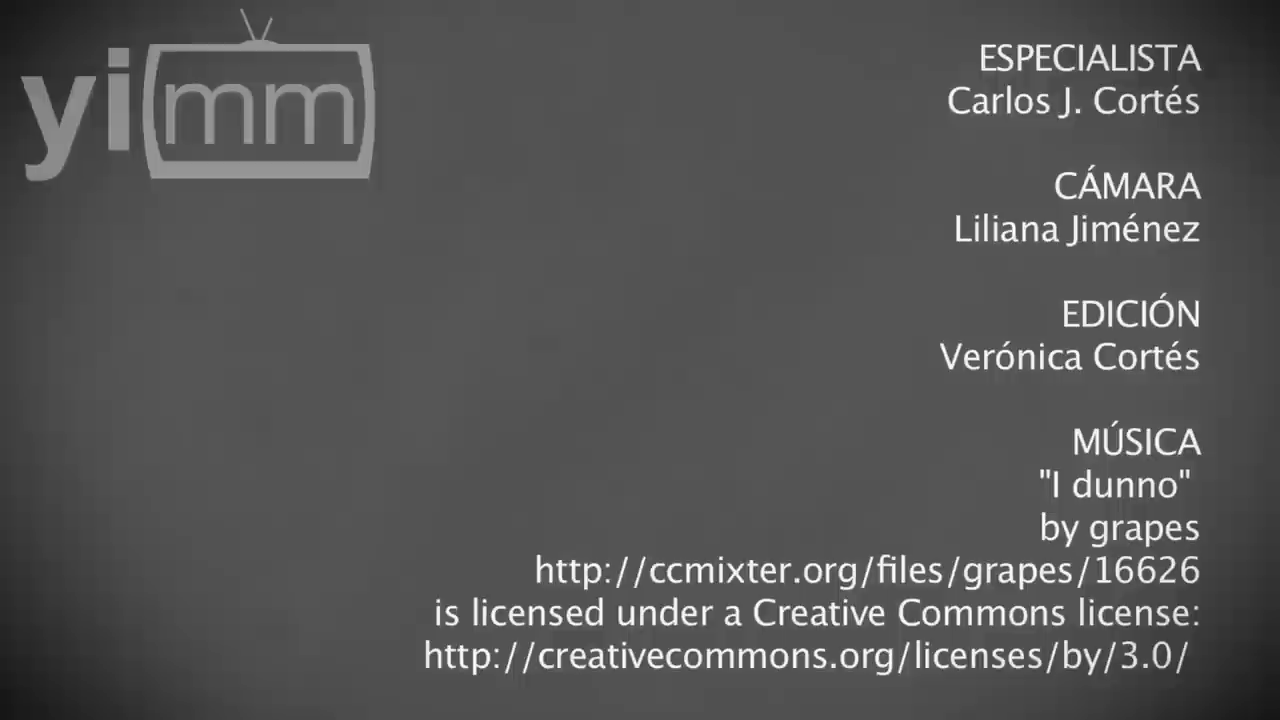 yimm
ESPECIALISTA
Carlos J. Cortés
CÁMARA
Liliana Jiménez
EDICIÓN
Verónica Cortés
MÚSICA
"I dunno"
by grapes
http://ccmixter.org/files/grapes/16626
is licensed under a Creative Commons license:
http://creativecommons.org/licenses/by/3.0/